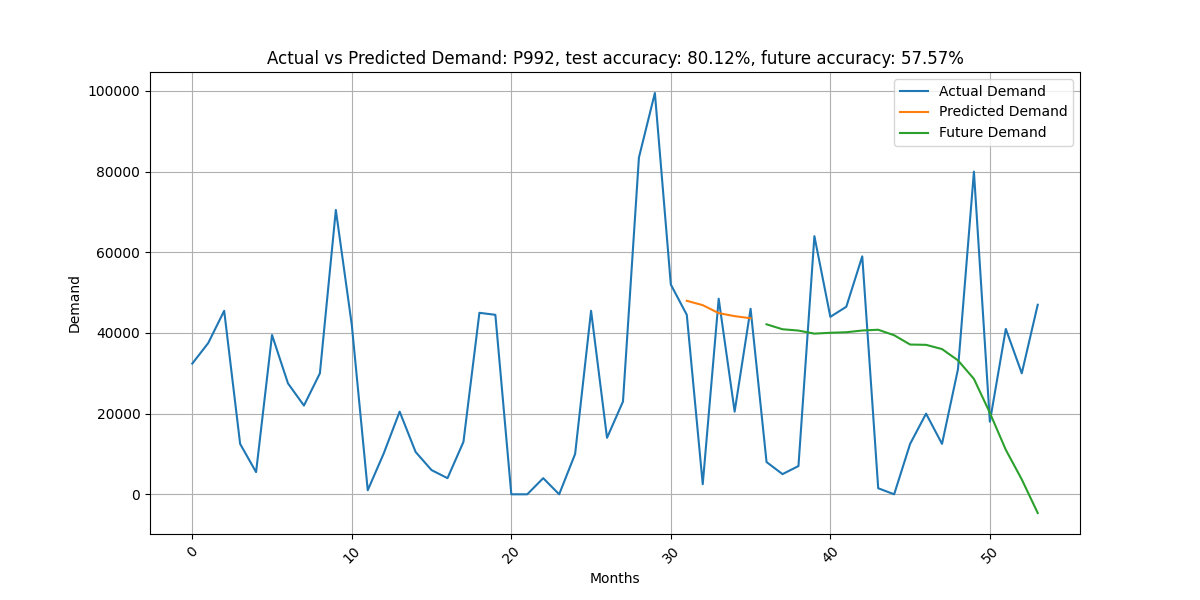 Actual vs Predicted Demand: P992, test accuracy: 80.12%, future accuracy: 57.57%
Actual Demand
Predicted Demand
Future Demand
100000
80000
60000
40000
20000
0
Demand
0
10
20
30
40
50
Months